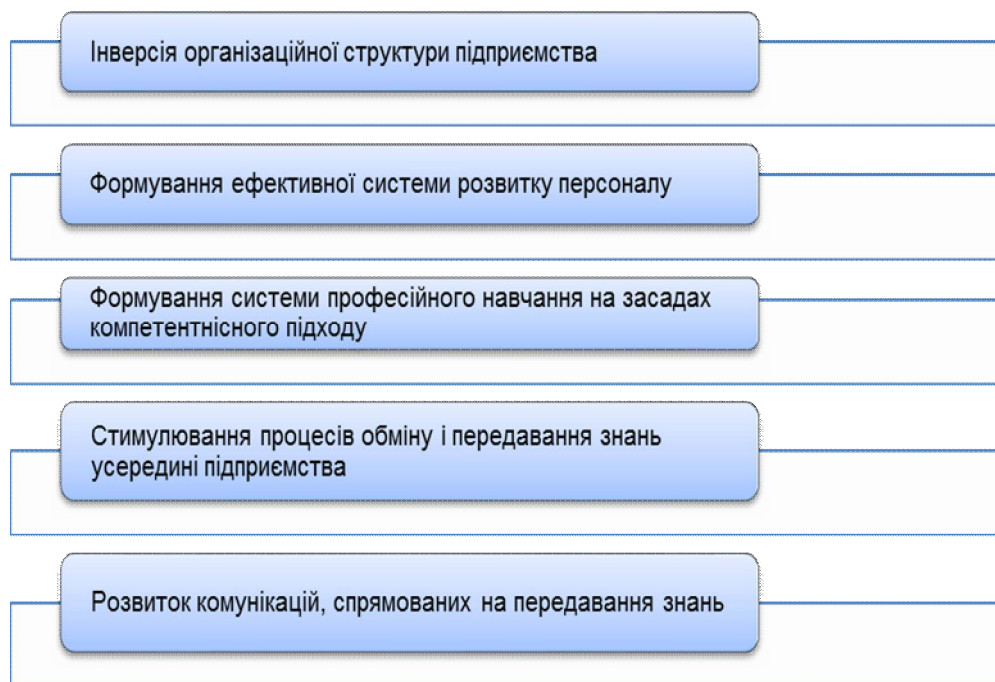 Інверсія організаційної структури підприємства
Формування ефективної системи розвитку персоналу
Формування системи професійного навчання на засадах
компетентнісного підходу
Стимулювання процесів обміну і передавання знань
усередині підприємства
Розвиток комунікацій, спрямованих на передавання знань